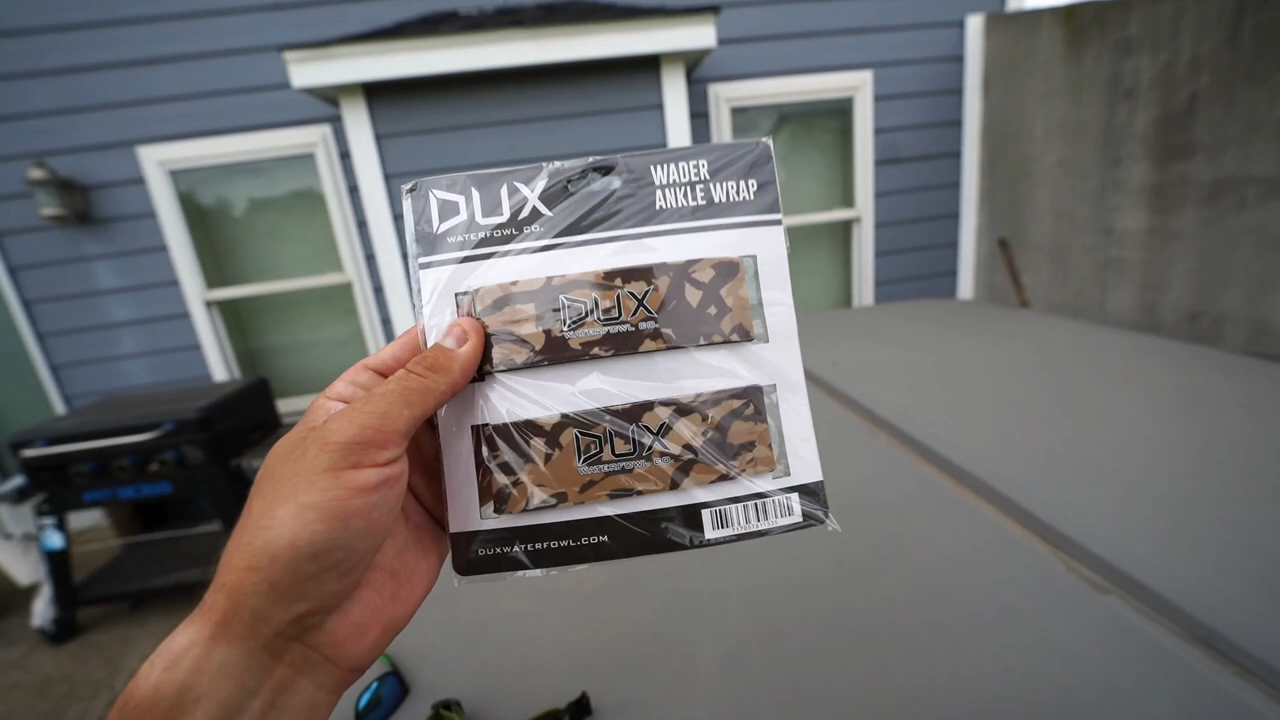 DUX
WATERFOWL CO.
WADER
ANKLE WRAP
DUX
WATERFOWL CO.
DUX
WATERFOWL CO.
DUXWATERFOWL.COM